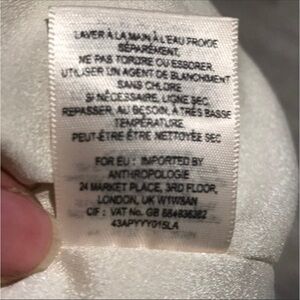 LAVER À LA MAIN À L'EAU FROIDE
SÉPARÉMENT.
NE PAS TORDRE OU ESSORER.
UTILISER UN AGENT DE BLANCHIMENT
SANS CHLORE
SI NÉCESSAIRE, LIGNE SEC.
REPASSER, AU BESOIN, À TRÈS BASSE
TEMPÉRATURE.
PEUT-ÊTRE ÊTRE NETTOYÉE SEC
FOR EU : IMPORTED BY
ANTHROPOLOGIE
24 MARKET PLACE, 3RD FLOOR,
LONDON, UK W1W8AN
CIF : VAT No. GB